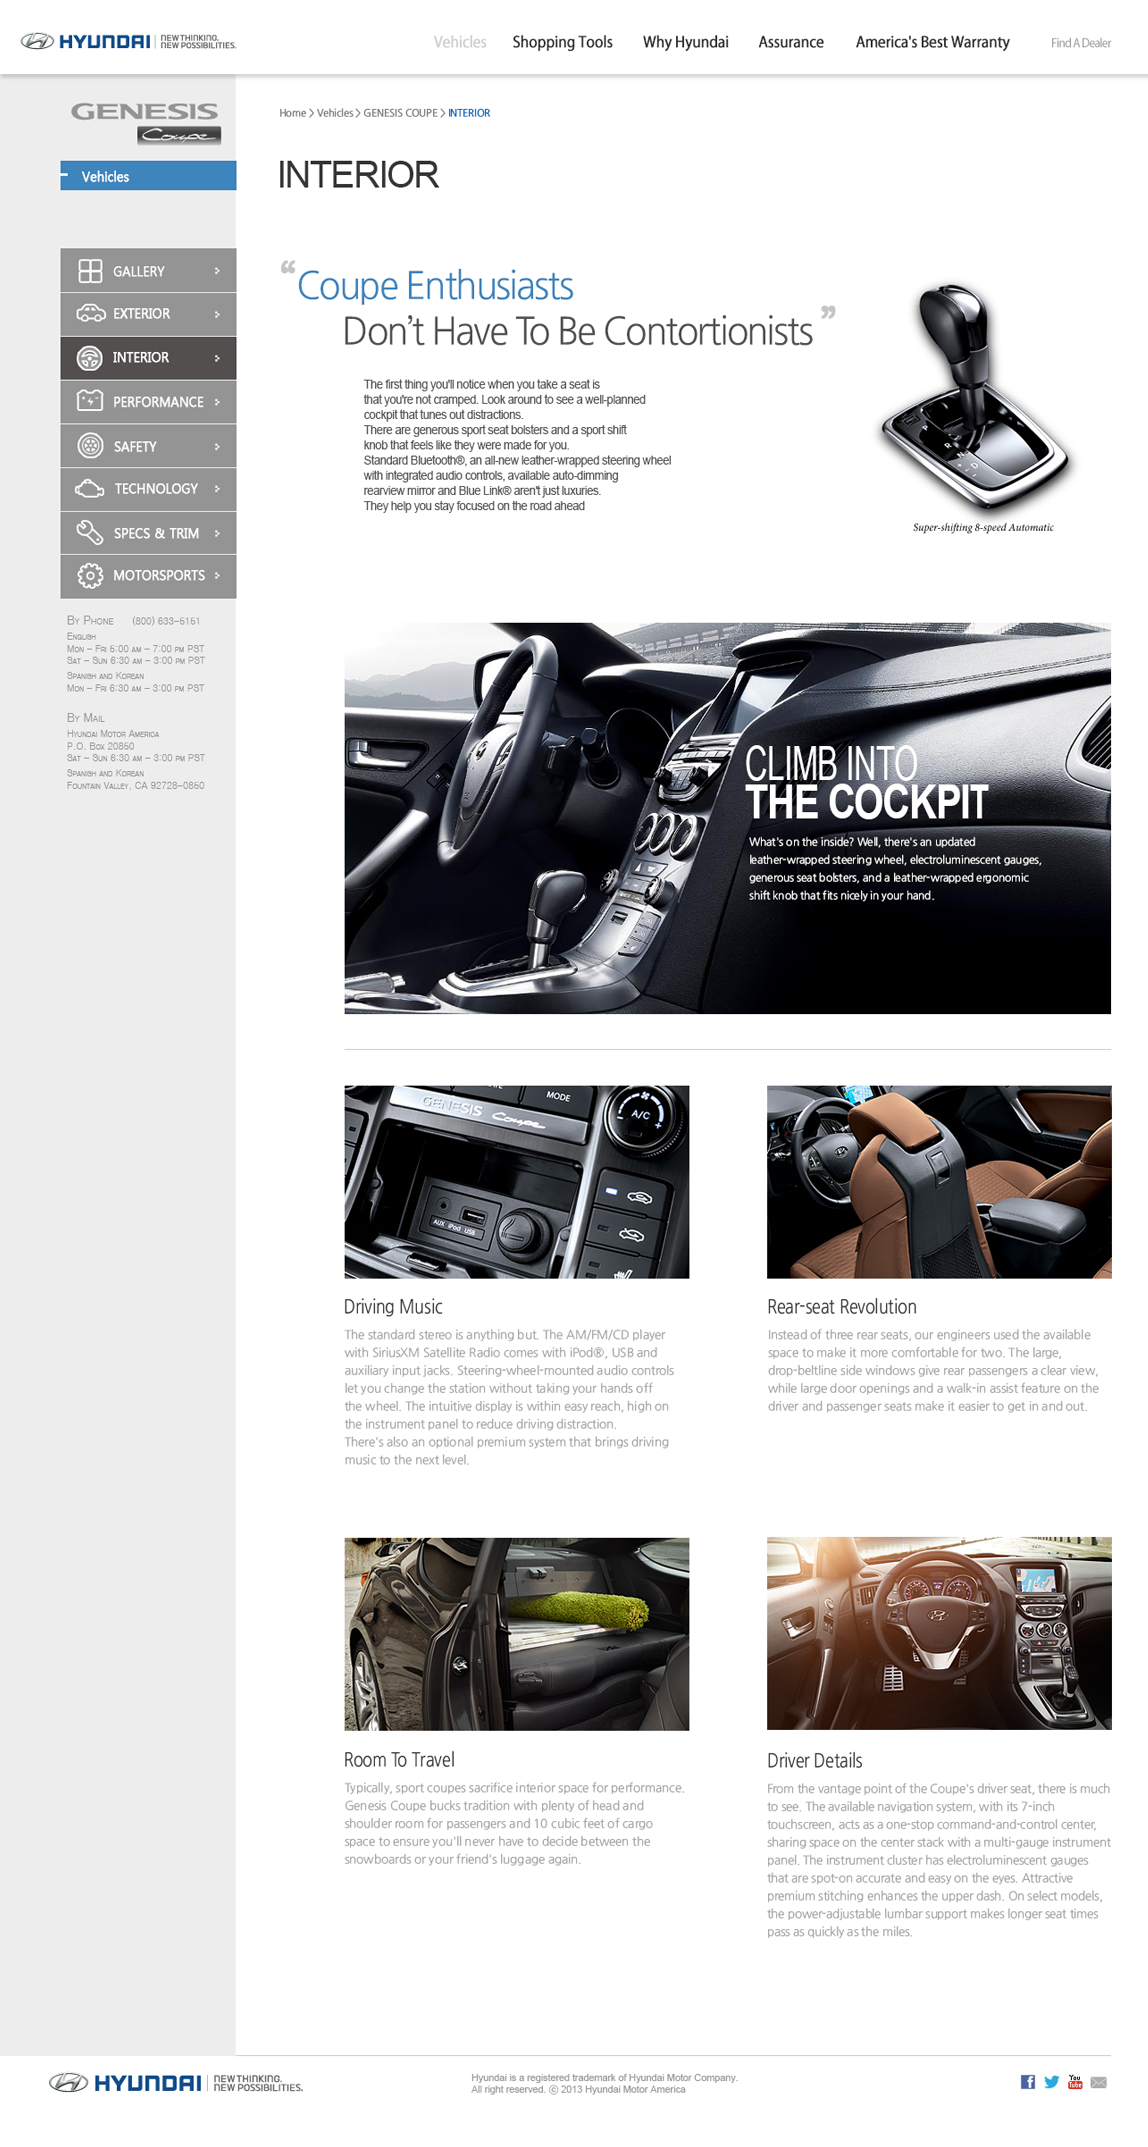 HYUNDAI NEW THINKING. NEW POSSIBILITIES.
Vehicles Shopping Tools Why Hyundai Assurance America's Best Warranty Find A Dealer
GENESIS
Coupe
Vehicles
GALLERY
EXTERIOR
INTERIOR
PERFORMANCE
SAFETY
TECHNOLOGY
SPECS & TRIM
MOTORSPORTS
By Phone (800) 633-5151
English
Mon – Fri 5:00 am – 7:00 pm PST
Sat – Sun 6:30 am – 3:00 pm PST
Spanish and Korean
Mon – Fri 6:30 am – 3:00 pm PST
By Mail
Hyundai Motor America
P.O. Box 20850
Sat – Sun 6:30 am – 3:00 pm PST
Spanish and Korean
Fountain Valley, CA 92728-0850
Home > Vehicles > GENESIS COUPE > INTERIOR
INTERIOR
“Coupe Enthusiasts
Don’t Have To Be Contortionists”
The first thing you'll notice when you take a seat is
that you're not cramped. Look around to see a well-planned
cockpit that tunes out distractions.
There are generous sport seat bolsters and a sport shift
knob that feels like they were made for you.
Standard Bluetooth®, an all-new leather-wrapped steering wheel
with integrated audio controls, available auto-dimming
rearview mirror and Blue Link® aren't just luxuries.
They help you stay focused on the road ahead
P
R
N
D
Super-shifting 8-speed Automatic
CLIMB INTO
THE COCKPIT
What's on the inside? Well, there's an updated
leather-wrapped steering wheel, electroluminescent gauges,
generous seat bolsters, and a leather-wrapped ergonomic
shift knob that fits nicely in your hand.
MODE
GENESIS Coupe
A/C
AUX iPod USB
Driving Music
The standard stereo is anything but. The AM/FM/CD player
with SiriusXM Satellite Radio comes with iPod®, USB and
auxiliary input jacks. Steering-wheel-mounted audio controls
let you change the station without taking your hands off
the wheel. The intuitive display is within easy reach, high on
the instrument panel to reduce driving distraction.
There's also an optional premium system that brings driving
music to the next level.
Rear-seat Revolution
Instead of three rear seats, our engineers used the available
space to make it more comfortable for two. The large,
drop-beltline side windows give rear passengers a clear view,
while large door openings and a walk-in assist feature on the
driver and passenger seats make it easier to get in and out.
Room To Travel
Typically, sport coupes sacrifice interior space for performance.
Genesis Coupe bucks tradition with plenty of head and
shoulder room for passengers and 10 cubic feet of cargo
space to ensure you'll never have to decide between the
snowboards or your friend's luggage again.
Driver Details
From the vantage point of the Coupe's driver seat, there is much
to see. The available navigation system, with its 7-inch
touchscreen, acts as a one-stop command-and-control center,
sharing space on the center stack with a multi-gauge instrument
panel. The instrument cluster has electroluminescent gauges
that are spot-on accurate and easy on the eyes. Attractive
premium stitching enhances the upper dash. On select models,
the power-adjustable lumbar support makes longer seat times
pass as quickly as the miles.
HYUNDAI NEW THINKING. NEW POSSIBILITIES.
Hyundai is a registered trademark of Hyundai Motor Company.
All right reserved. ⓒ 2013 Hyundai Motor America
You Tube